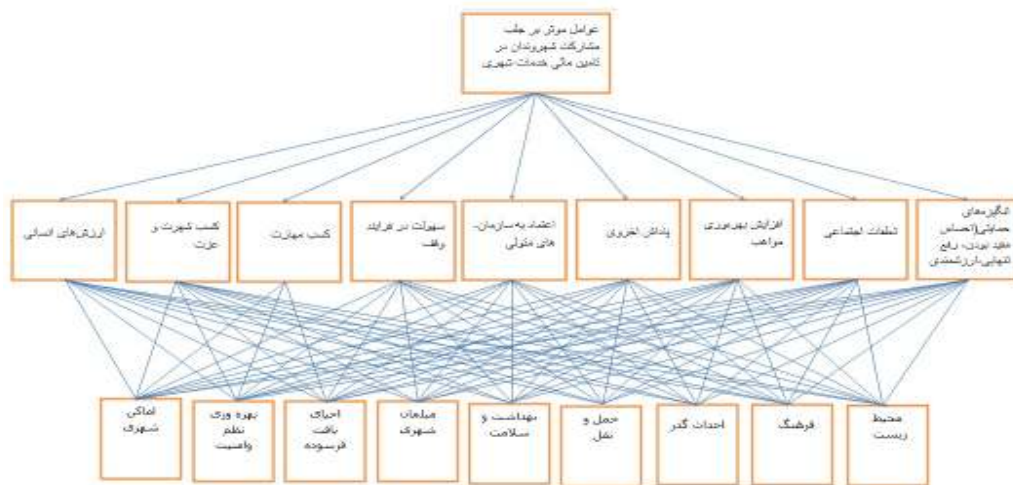 عوامل موثر بر جلب
مشارکت شهروندان در
تامین مالی خدمات شهری
انگیزه‌های
حمایتی(احساس
مفید بودن، رفع
تنهایی،ارزشمندی
تعلقات اجتماعی
افزایش بهره‌وری
مواهب
پاداش اخروی
اعتماد به سازمان-
های متولی
سهولت در فرایند
وقف
کسب مهارت
کسب شهرت و
عزت
ارزش‌های انسانی
محیط
زیست
فرهنگ
احداث گذر
حمل و
نقل
بهداشت و
سلامت
مبلمان
شهری
احیای
بافت
فرسوده
بهره وری
نظم
وامنیت
اماکن
شهری